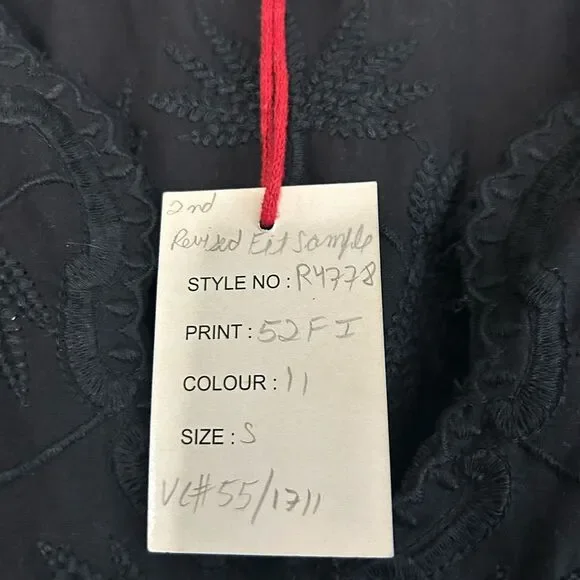 2nd
Revised Fit Sample
STYLE NO : R4778
PRINT : 52FI
COLOUR : 11
SIZE : S
VC#55/1711